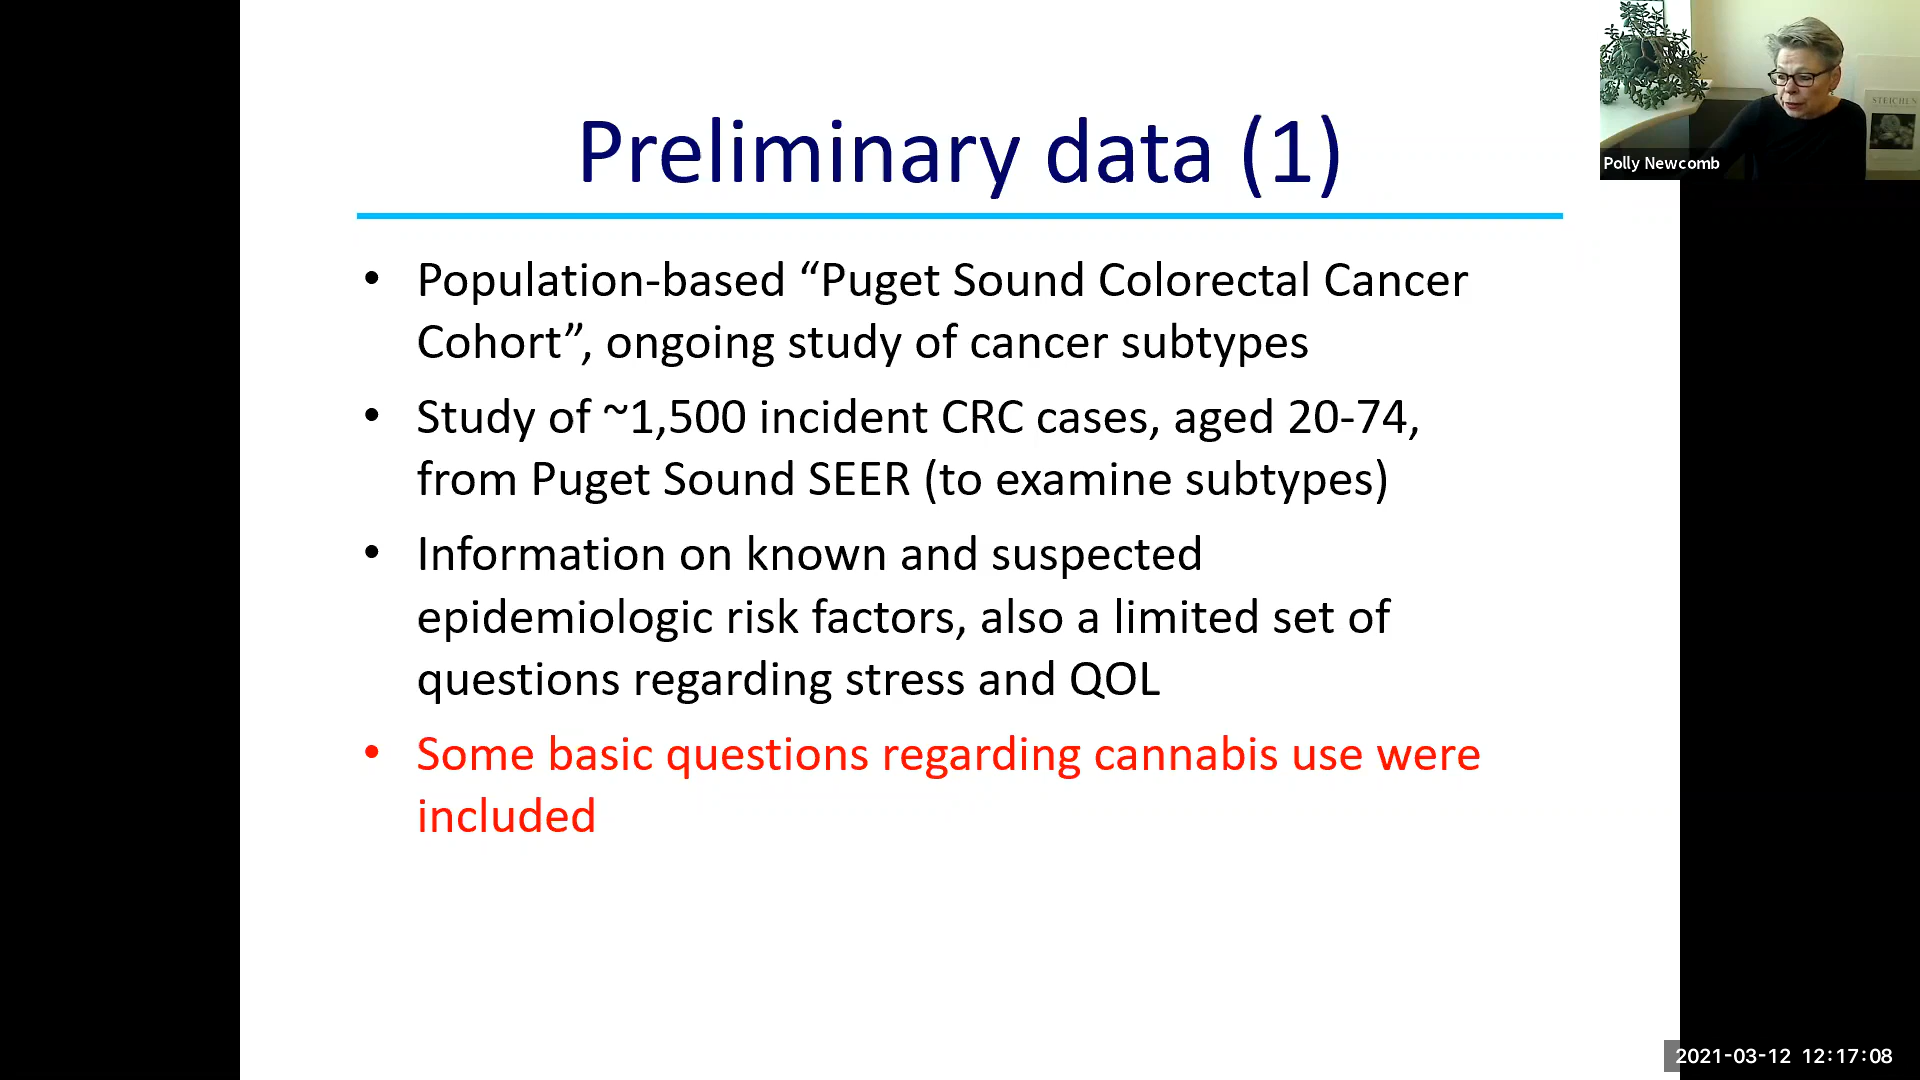 Preliminary data (1)
• Population-based “Puget Sound Colorectal Cancer
Cohort”, ongoing study of cancer subtypes
• Study of ~1,500 incident CRC cases, aged 20-74,
from Puget Sound SEER (to examine subtypes)
• Information on known and suspected
epidemiologic risk factors, also a limited set of
questions regarding stress and QOL
• Some basic questions regarding cannabis use were
included
STEICHEN
Polly Newcomb
2021-03-12 12:17:08